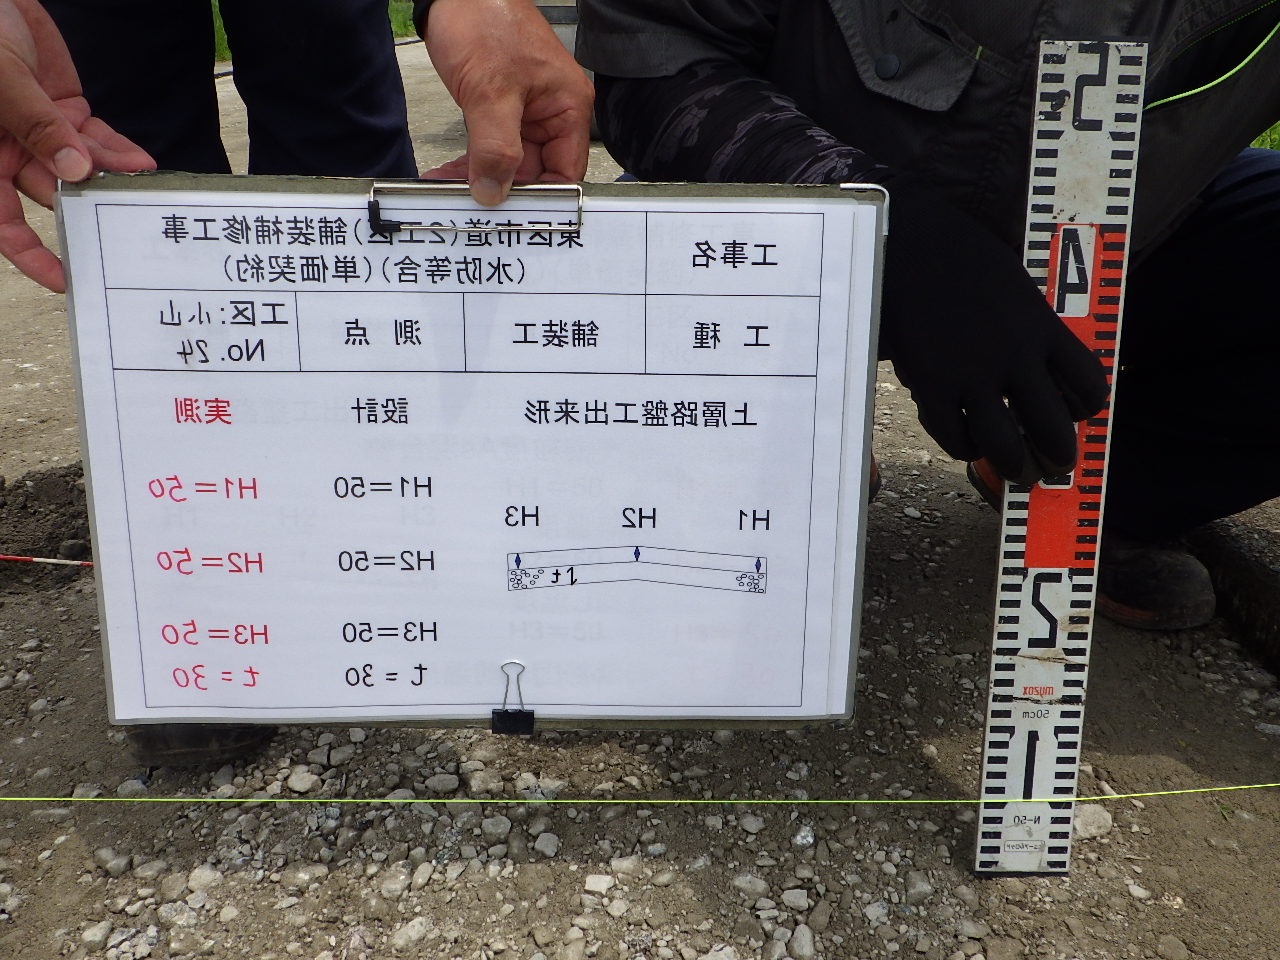 工事名
東区市道(2工区)舗装補修工事
(水防等含)(単価契約)
工 種
舗装工
測 点
工区:小山
No. 24
上層路盤工出来形
設計
実測
H1=50
H1=50
H2=50
H2=50
H3=50
H3=50
t = 30
t = 30
H1
H2
H3
t
5
4
2
myzox
50cm
1
N-50